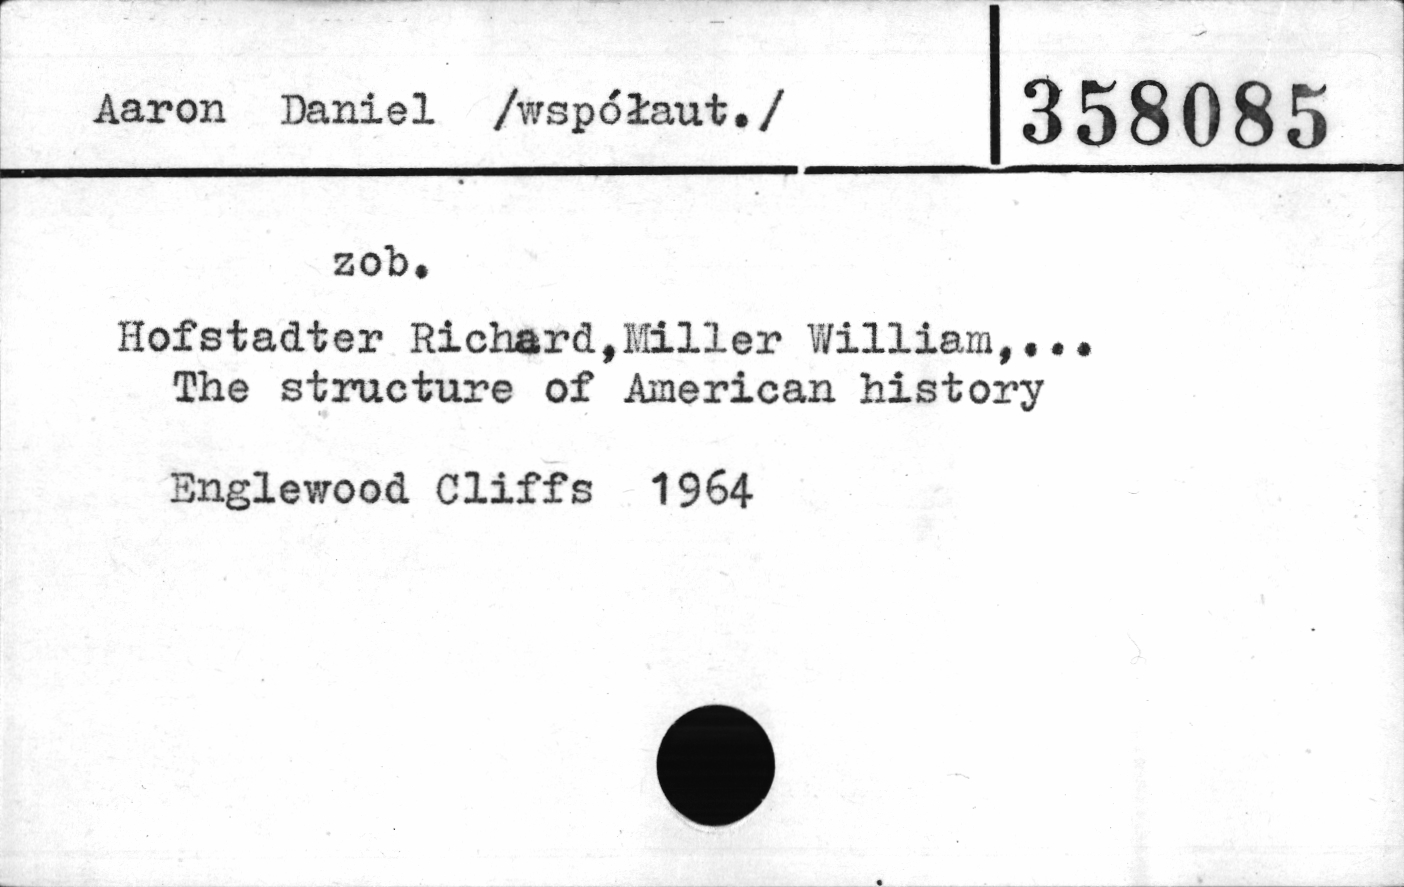 Aaron Daniel /współaut./
358085
zob.
Hofstadter Richard,Miller William,...
The structure of American history
Englewood Cliffs 1964